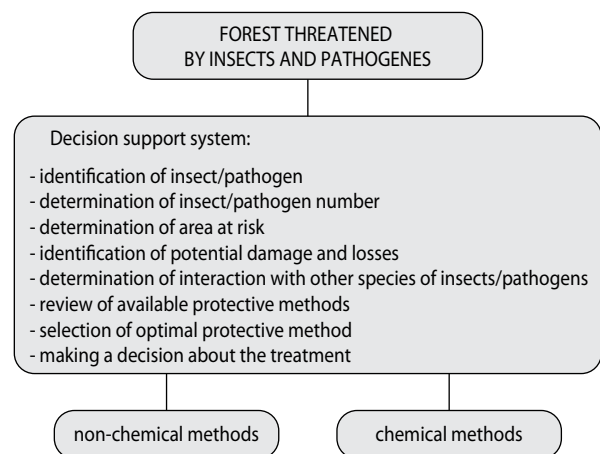 FOREST THREATENED
BY INSECTS AND PATHOGENES
Decision support system:
- identification of insect/pathogen
- determination of insect/pathogen number
- determination of area at risk
- identification of potential damage and losses
- determination of interaction with other species of insects/pathogens
- review of available protective methods
- selection of optimal protective method
- making a decision about the treatment
non-chemical methods
chemical methods